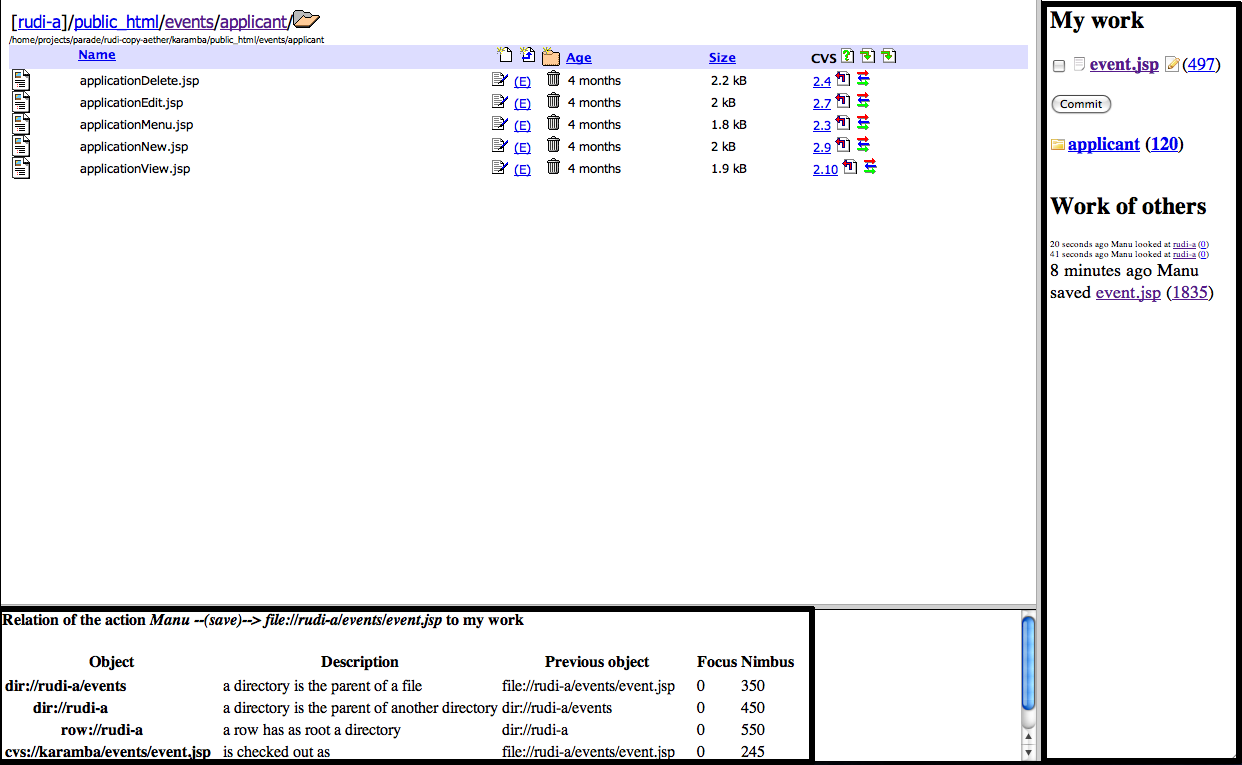 [rudi-a]/public_html/events/applicant/
/home/projects/parade/rudi-copy-aether/karamba/public_html/events/applicant
Name Age Size CVS
applicationDelete.jsp (E) 4 months 2.2 kB 2.4
applicationEdit.jsp (E) 4 months 2 kB 2.7
applicationMenu.jsp (E) 4 months 1.8 kB 2.3
applicationNew.jsp (E) 4 months 2 kB 2.9
applicationView.jsp (E) 4 months 1.9 kB 2.10
My work
event.jsp (497)
Commit
applicant (120)
Work of others
20 seconds ago Manu looked at rudi-a (0)
41 seconds ago Manu looked at rudi-a (0)
8 minutes ago Manu
saved event.jsp (1835)
Relation of the action Manu --(save)--> file://rudi-a/events/event.jsp to my work
Object Description Previous object Focus Nimbus
dir://rudi-a/events a directory is the parent of a file file://rudi-a/events/event.jsp 0 350
dir://rudi-a a directory is the parent of another directory dir://rudi-a/events 0 450
row://rudi-a a row has as root a directory dir://rudi-a 0 550
cvs://karamba/events/event.jsp is checked out as file://rudi-a/events/event.jsp 0 245